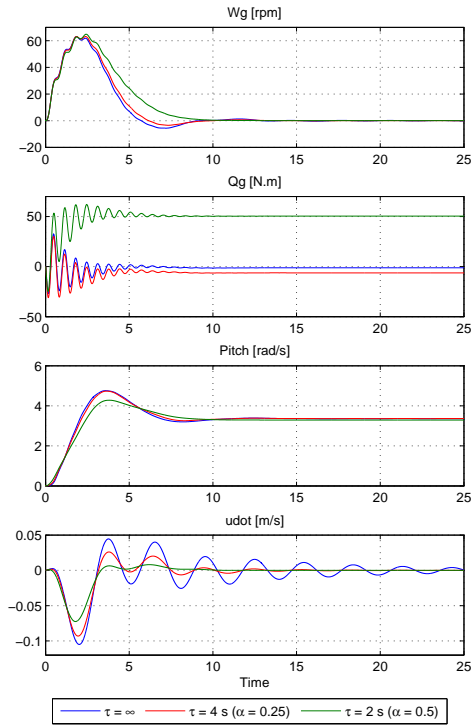 Wg [rpm]
60
40
20
0
−20
0 5 10 15 20 25
Qg [N.m]
50
0
−50
0 5 10 15 20 25
Pitch [rad/s]
6
4
2
0
0 5 10 15 20 25
udot [m/s]
0.05
0
−0.05
−0.1
0 5 10 15 20 25
Time
τ = ∞ τ = 4 s (α = 0.25) τ = 2 s (α = 0.5)